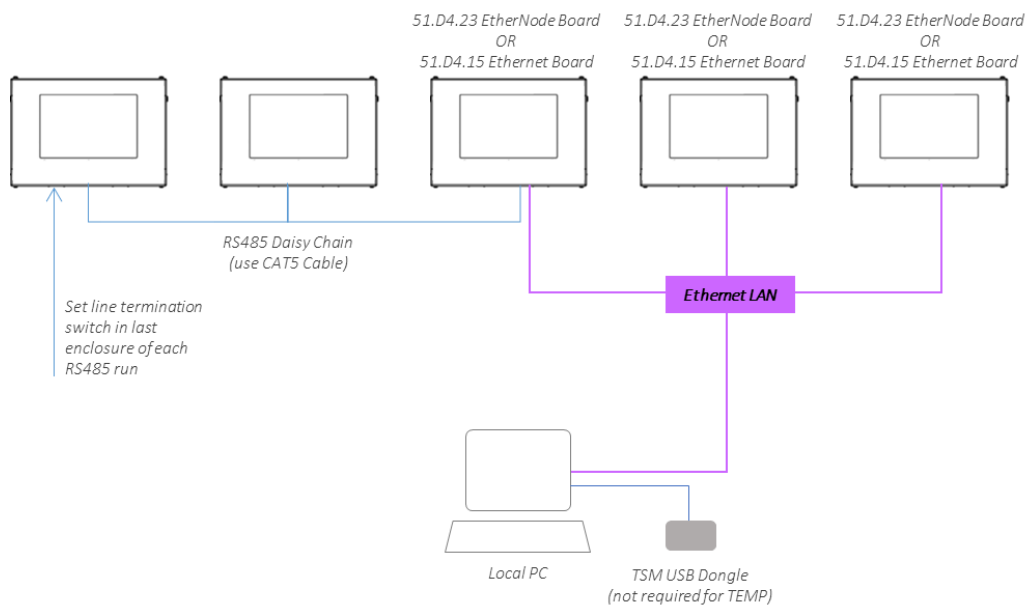 51.D4.23 EtherNode Board
OR
51.D4.15 Ethernet Board
51.D4.23 EtherNode Board
OR
51.D4.15 Ethernet Board
51.D4.23 EtherNode Board
OR
51.D4.15 Ethernet Board
RS485 Daisy Chain
(use CAT5 Cable)
Ethernet LAN
Set line termination
switch in last
enclosure of each
RS485 run
Local PC
TSM USB Dongle
(not required for TEMP)